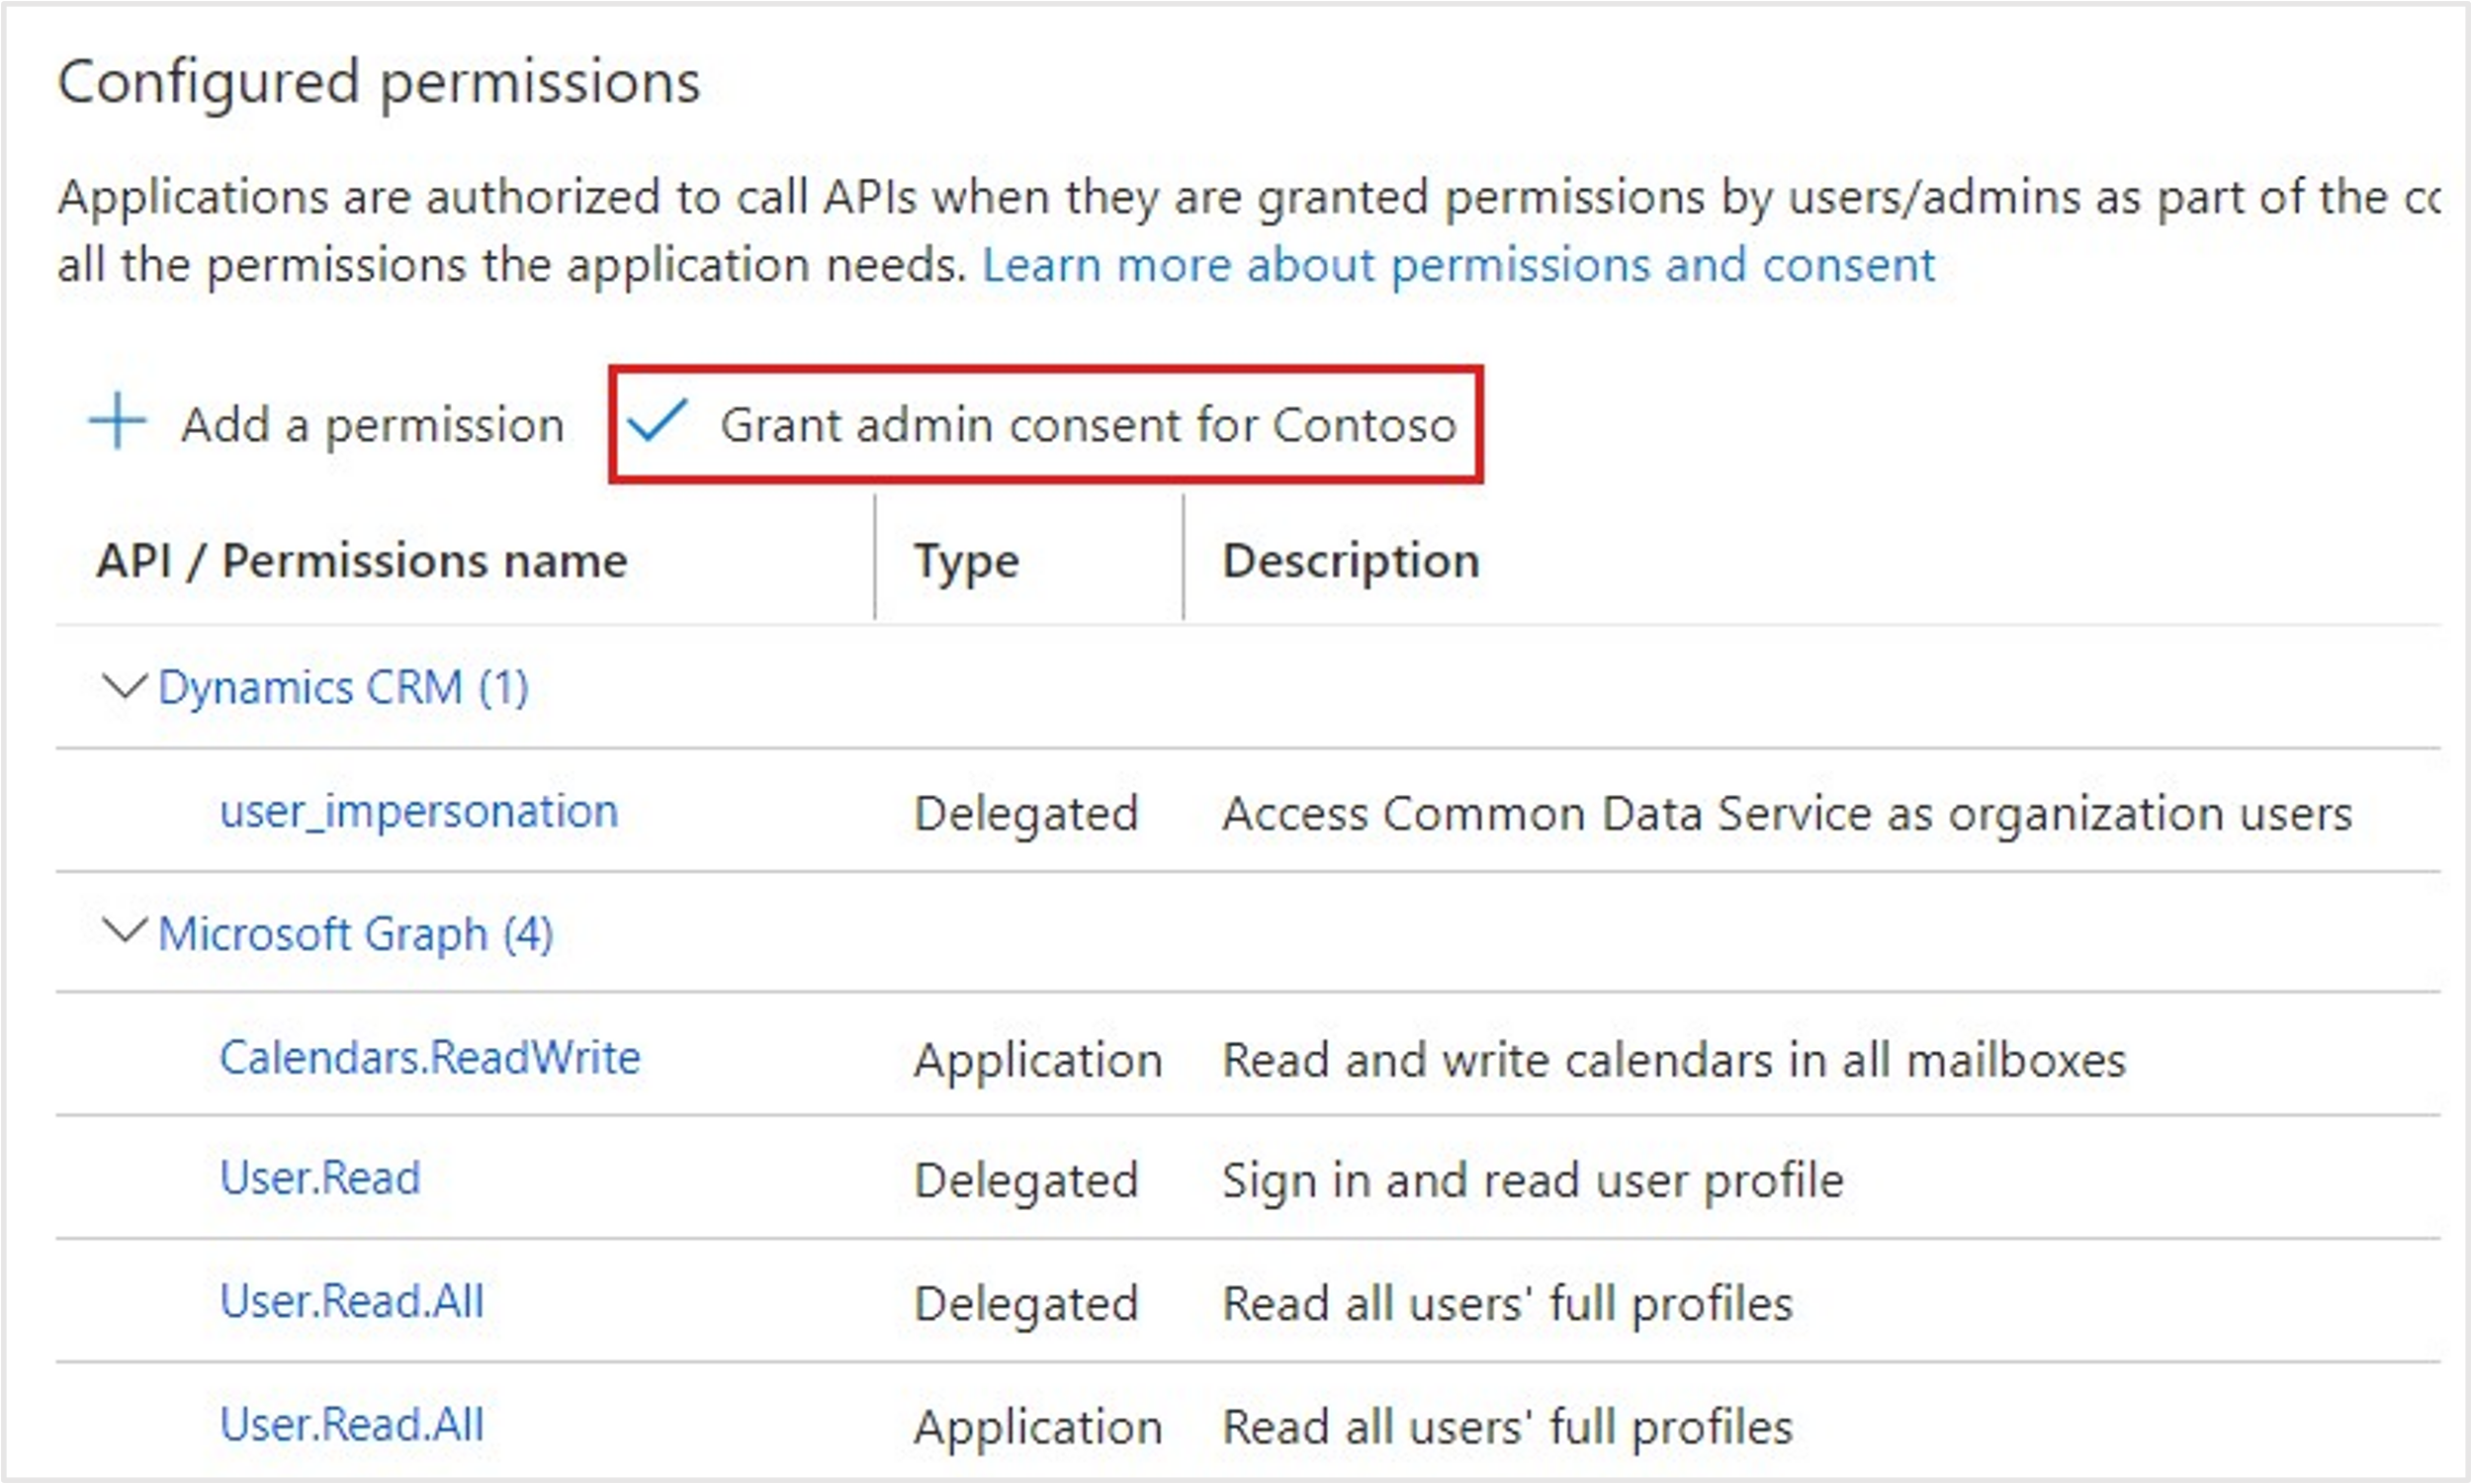 Configured permissions
Applications are authorized to call APIs when they are granted permissions by users/admins as part of the
all the permissions the application needs. Learn more about permissions and consent
Add a permission Grant admin consent for Contoso
API / Permissions name Type Description
Dynamics CRM (1)
user_impersonation Delegated Access Common Data Service as organization users
Microsoft Graph (4)
Calendars.ReadWrite Application Read and write calendars in all mailboxes
User.Read Delegated Sign in and read user profile
User.Read.All Delegated Read all users' full profiles
User.Read.All Application Read all users' full profiles